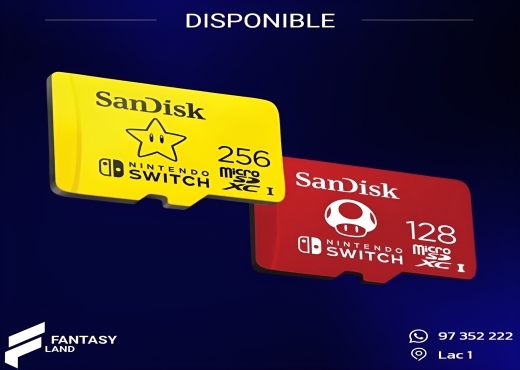 DISPONIBLE
SanDisk
256
NINTENDO
SWITCH
micro
SD
XC I
SanDisk
128
NINTENDO
SWITCH
micro
SD
XC I
FANTASY
LAND
97 352 222
Lac 1